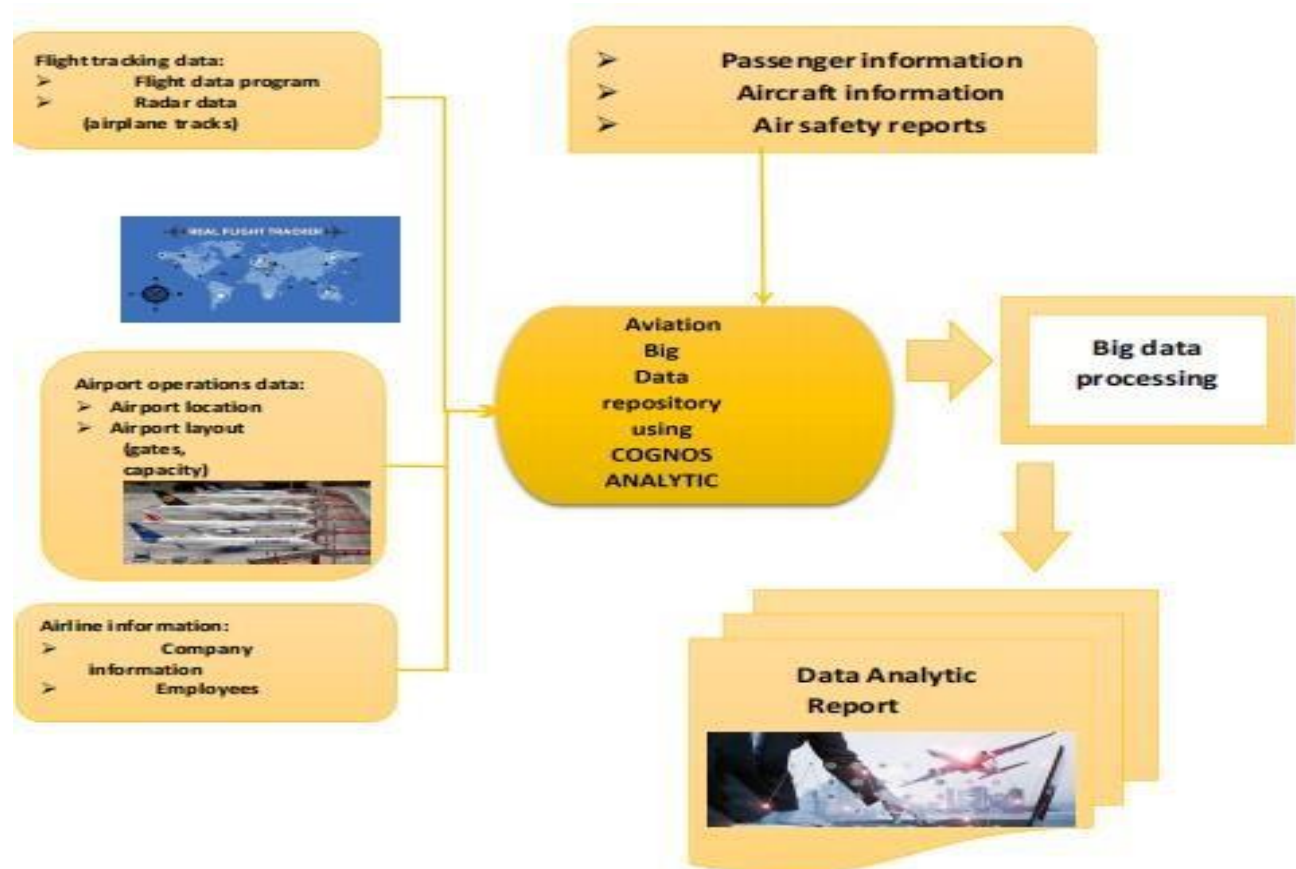 Flight tracking data:
➢ Flight data program
➢ Radar data
(airplane tracks)
➢ Passenger information
➢ Aircraft information
➢ Air safety reports
REAL FLIGHT TRACKER
Airport operations data:
➢ Airport location
➢ Airport layout
(gates,
capacity)
Airline information:
➢ Company
information
➢ Employees
Aviation
Big
Data
repository
using
COGNOS
ANALYTIC
Big data
processing
Data Analytic
Report